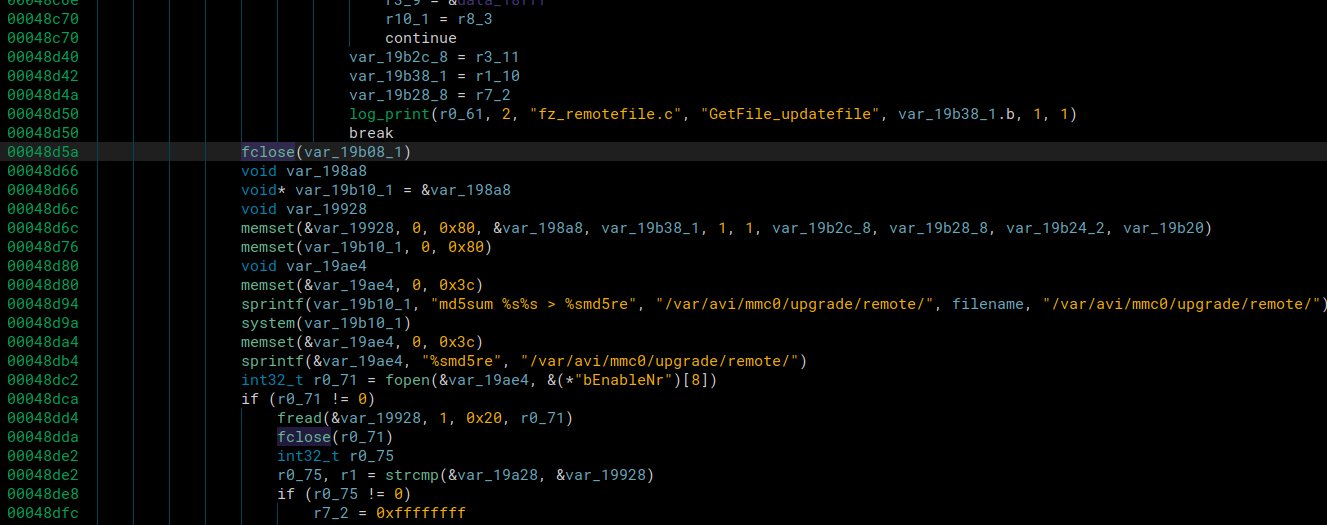 r3_9 = &data_18fff
00048c70 r10_1 = r8_3
00048c70 continue
00048d40 var_19b2c_8 = r3_11
00048d42 var_19b38_1 = r1_10
00048d4a var_19b28_8 = r7_2
00048d50 log_print(r0_61, 2, "fz_remotefile.c", "GetFile_updatefile", var_19b38_1.b, 1, 1)
00048d50 break
00048d5a fclose(var_19b08_1)
00048d66 void var_198a8
00048d66 void* var_19b10_1 = &var_198a8
00048d6c void var_19928
00048d6c memset(&var_19928, 0, 0x80, &var_198a8, var_19b38_1, 1, 1, var_19b2c_8, var_19b28_8, var_19b24_2, var_19b20)
00048d76 memset(var_19b10_1, 0, 0x80)
00048d80 void var_19ae4
00048d80 memset(&var_19ae4, 0, 0x3c)
00048d94 sprintf(var_19b10_1, "md5sum %s%s > %smd5re", "/var/avi/mmc0/upgrade/remote/", filename, "/var/avi/mmc0/upgrade/remote/")
00048d9a system(var_19b10_1)
00048da4 memset(&var_19ae4, 0, 0x3c)
00048db4 sprintf(&var_19ae4, "%smd5re", "/var/avi/mmc0/upgrade/remote/")
00048dc2 int32_t r0_71 = fopen(&var_19ae4, &(*"bEnableNr")[8])
00048dca if (r0_71 != 0)
00048dd4 fread(&var_19928, 1, 0x20, r0_71)
00048dda fclose(r0_71)
00048de2 int32_t r0_75
00048de2 r0_75, r1 = strcmp(&var_19a28, &var_19928)
00048de8 if (r0_75 != 0)
00048dfc r7_2 = 0xffffffff